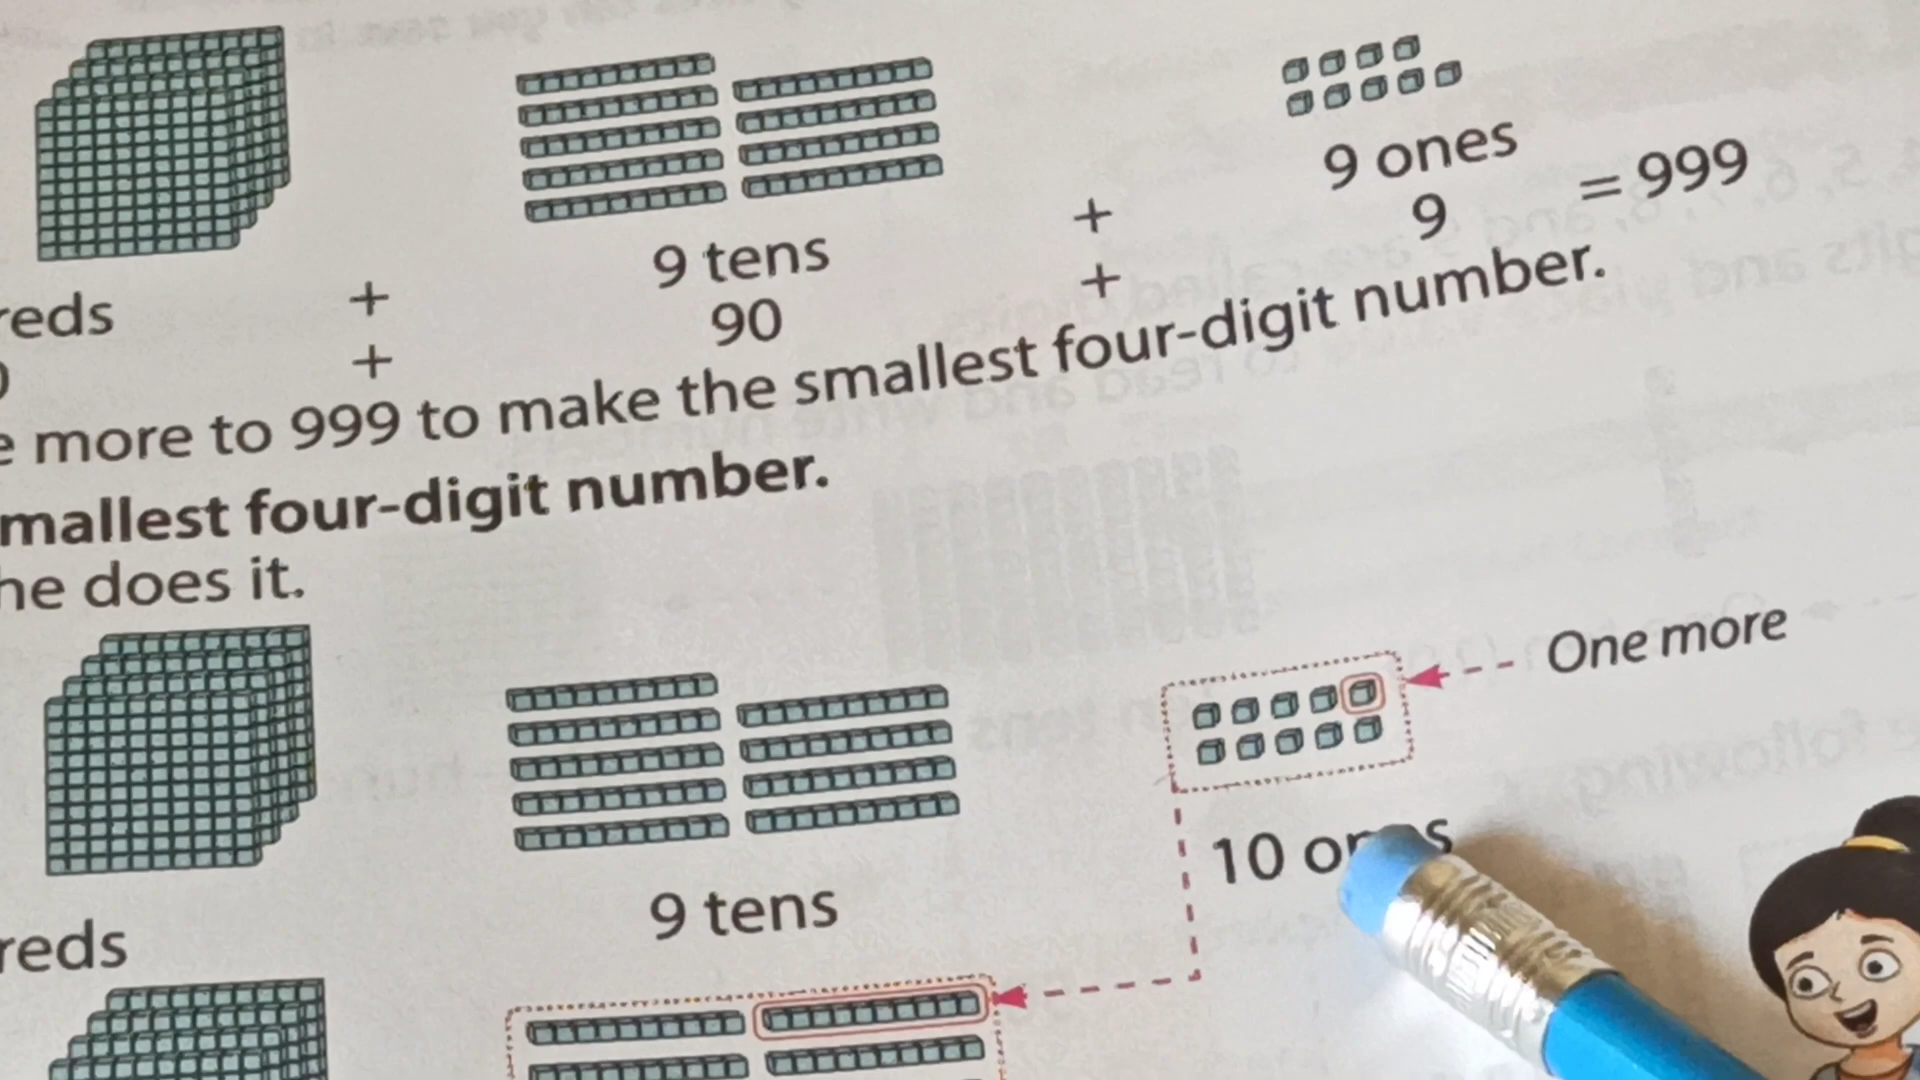 9 ones
= 999
9 tens
+
9
reds
+
90
+
+
more to 999 to make the smallest four-digit number.
mallest four-digit number.
he does it.
One more
10 ones
9 tens
reds